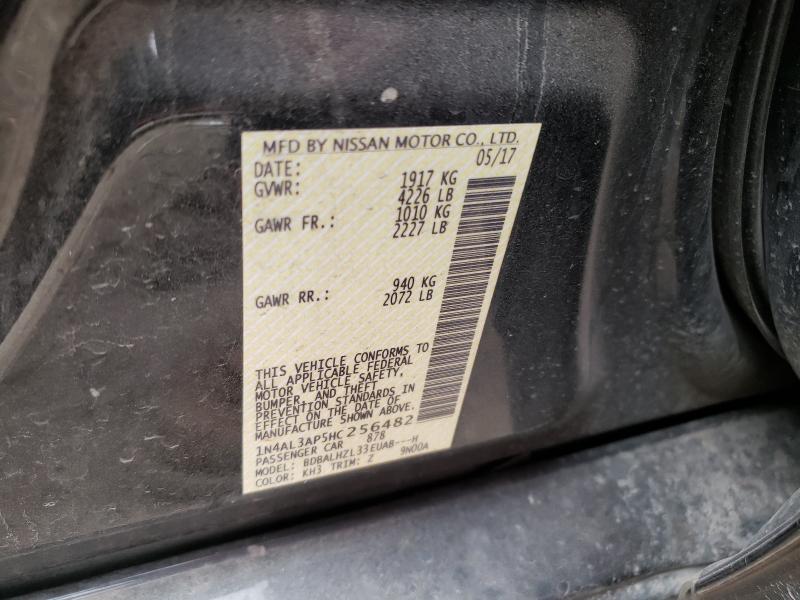 MFD BY NISSAN MOTOR CO., LTD.
DATE: 05/17
GVWR: 1917 KG
4226 LB
GAWR FR.: 1010 KG
2227 LB
GAWR RR.: 940 KG
2072 LB
THIS VEHICLE CONFORMS TO
ALL APPLICABLE FEDERAL
MOTOR VEHICLE SAFETY,
BUMPER, AND THEFT
PREVENTION STANDARDS IN
EFFECT ON THE DATE OF
MANUFACTURE SHOWN ABOVE.
1N4AL3AP5HC256482
PASSENGER CAR 878
MODEL: BDBALHZL33EUAB---H
COLOR: KH3 TRIM: Z 9N00A